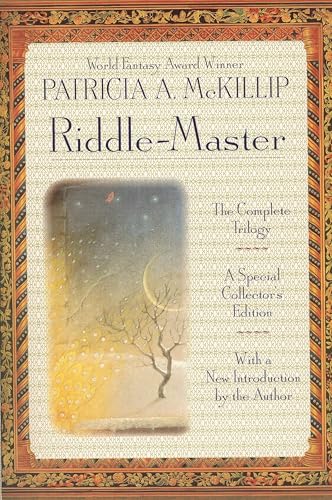 World Fantasy Award Winner
PATRICIA A. McKILLIP
Riddle-Master
The Complete
Trilogy
A Special
Collectors'
Edition
With a
New Introduction
by the Author